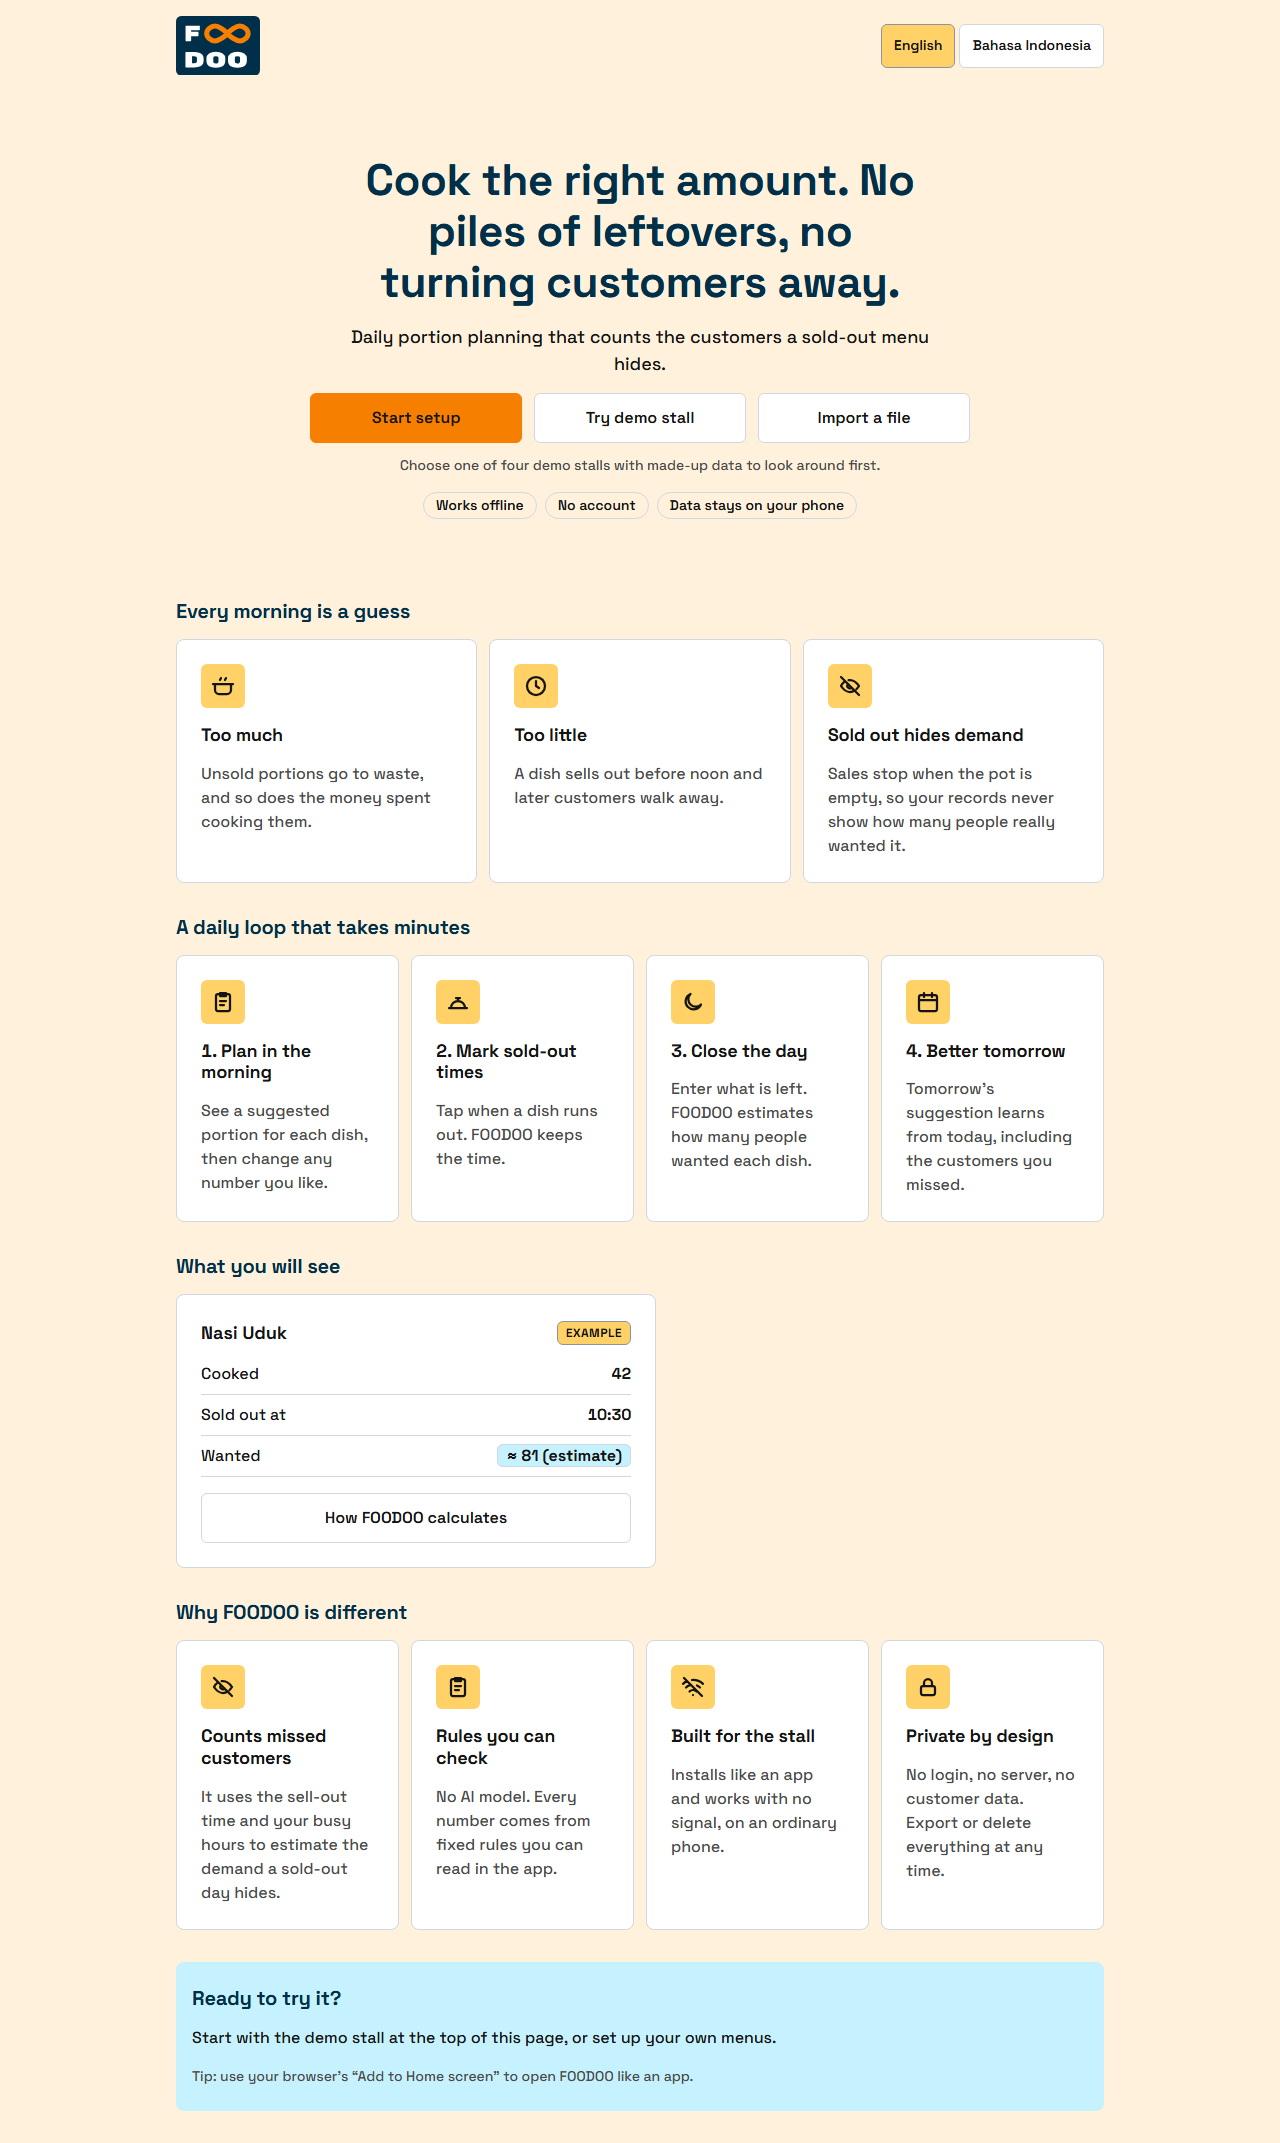 FOO
DOO
English
Bahasa Indonesia
Cook the right amount. No
piles of leftovers, no
turning customers away.
Daily portion planning that counts the customers a sold-out menu
hides.
Start setup
Try demo stall
Import a file
Choose one of four demo stalls with made-up data to look around first.
Works offline
No account
Data stays on your phone
Every morning is a guess
Too much
Unsold portions go to waste,
and so does the money spent
cooking them.
Too little
A dish sells out before noon and
later customers walk away.
Sold out hides demand
Sales stop when the pot is
empty, so your records never
show how many people really
wanted it.
A daily loop that takes minutes
1. Plan in the
morning
See a suggested
portion for each dish,
then change any
number you like.
2. Mark sold-out
times
Tap when a dish runs
out. FOODOO keeps
the time.
3. Close the day
Enter what is left.
FOODOO estimates
how many people
wanted each dish.
4. Better tomorrow
Tomorrow’s
suggestion learns
from today, including
the customers you
missed.
What you will see
Nasi Uduk
EXAMPLE
Cooked
42
Sold out at
10:30
Wanted
≈ 81 (estimate)
How FOODOO calculates
Why FOODOO is different
Counts missed
customers
It uses the sell-out
time and your busy
hours to estimate the
demand a sold-out
day hides.
Rules you can
check
No AI model. Every
number comes from
fixed rules you can
read in the app.
Built for the stall
Installs like an app
and works with no
signal, on an ordinary
phone.
Private by design
No login, no server, no
customer data.
Export or delete
everything at any
time.
Ready to try it?
Start with the demo stall at the top of this page, or set up your own menus.
Tip: use your browser’s “Add to Home screen” to open FOODOO like an app.